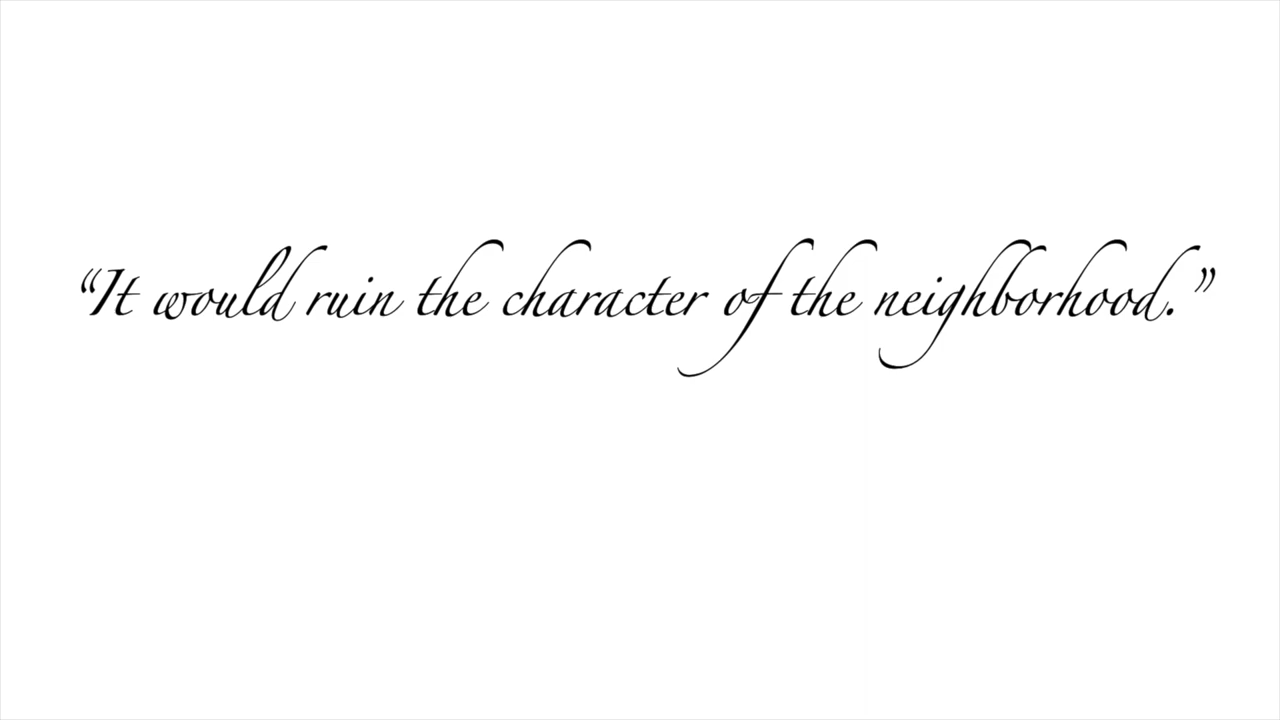 “It would ruin the character of the neighborhood.”